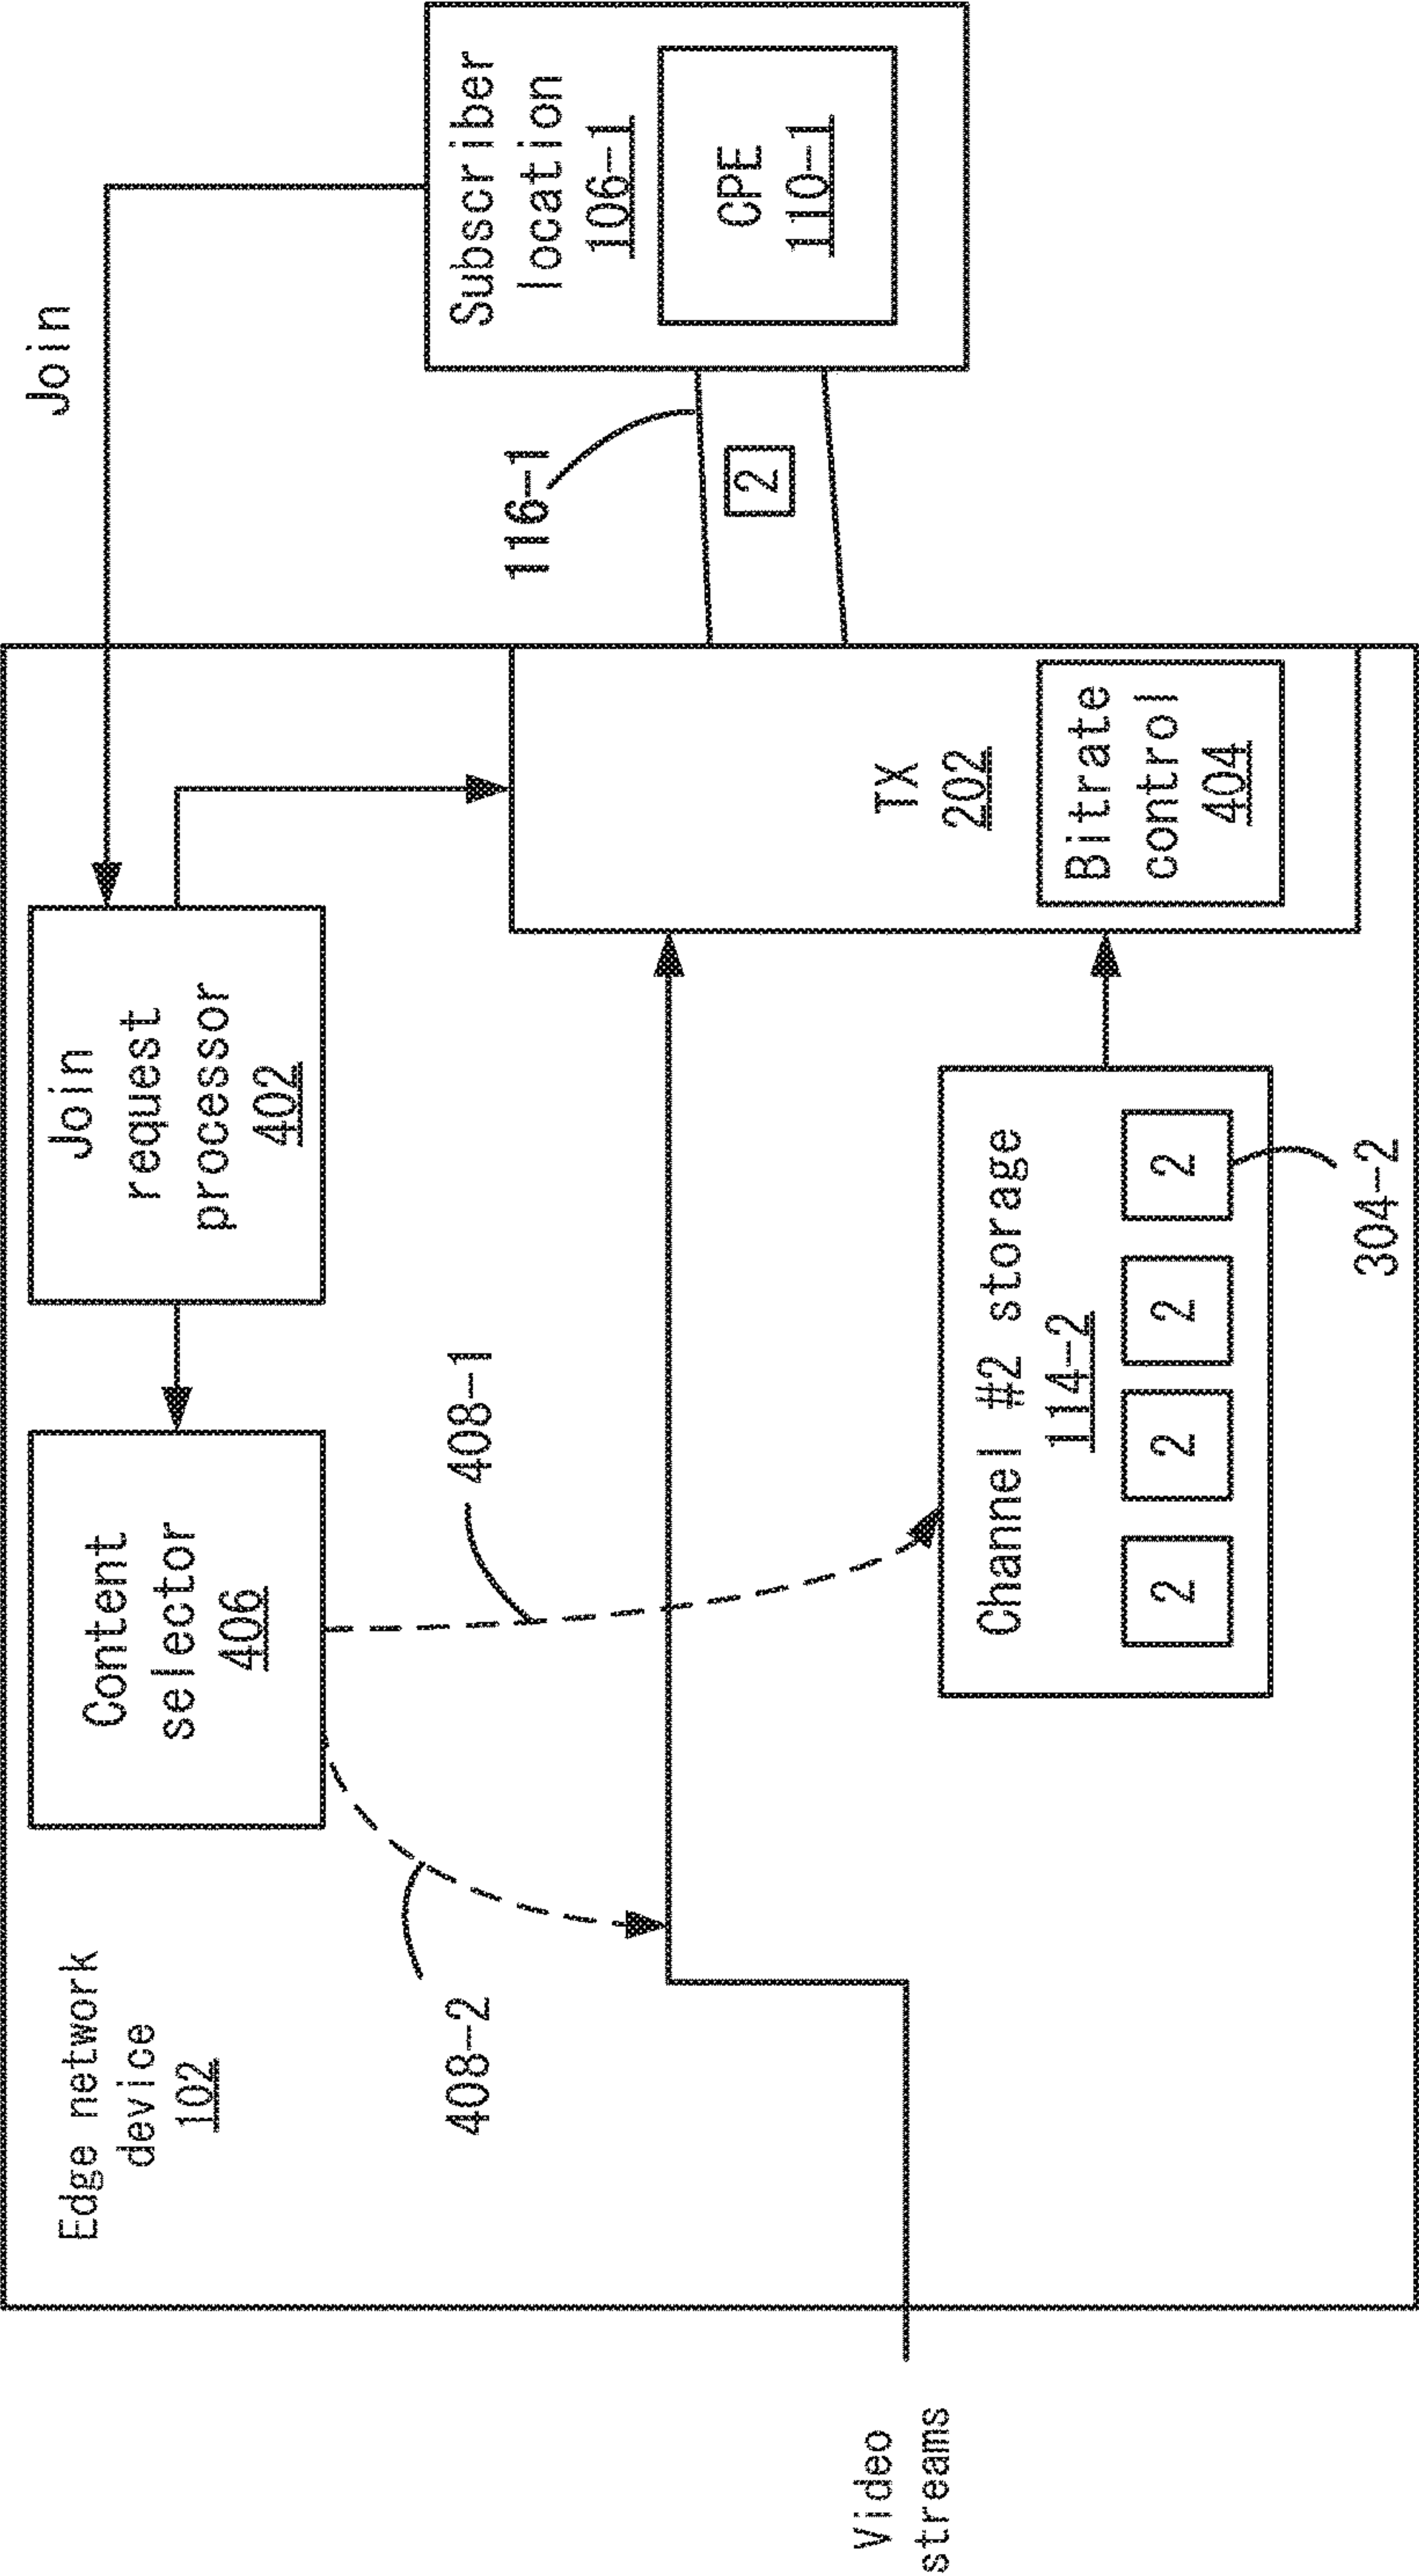 Edge network
device
102
Content
selector
406
Join
request
processor
402
Join
Subscriber
location
106-1
CPE
110-1
116-1
2
408-1
408-2
TX
202
Bitrate
control
404
Channel #2 storage
114-2
2
2
2
2
304-2
Video
streams